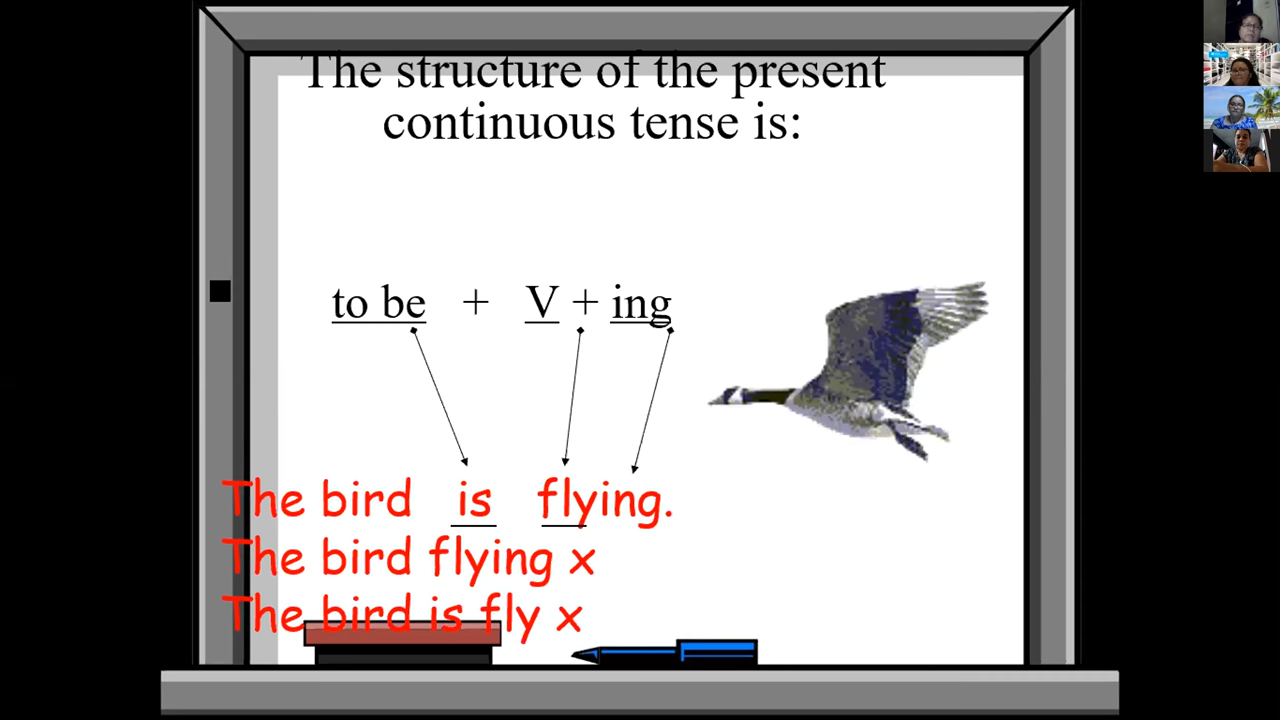 The structure of the present
continuous tense is:
to be + V + ing
The bird is flying.
The bird flying x
The bird is fly x